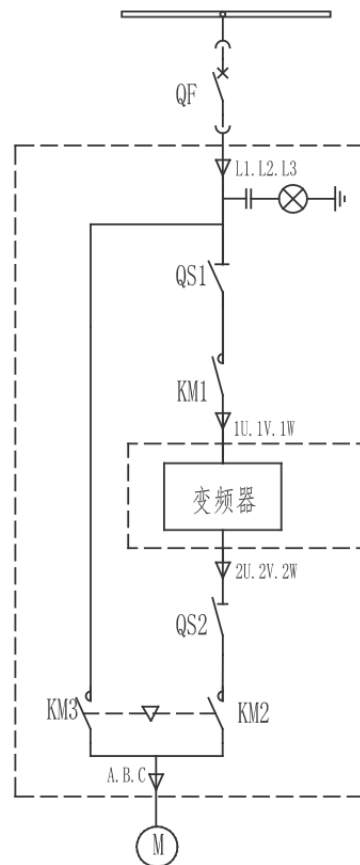 QF
L1.L2.L3
QS1
KM1
1U.1V.1W
变频器
2U.2V.2W
QS2
KM3
KM2
A.B.C
M